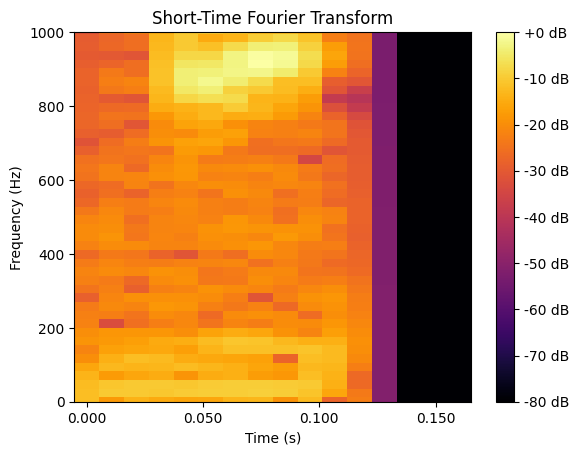 Short-Time Fourier Transform
1000
800
600
400
200
0
Frequency (Hz)
0.000
0.050
0.100
0.150
Time (s)
+0 dB
-10 dB
-20 dB
-30 dB
-40 dB
-50 dB
-60 dB
-70 dB
-80 dB